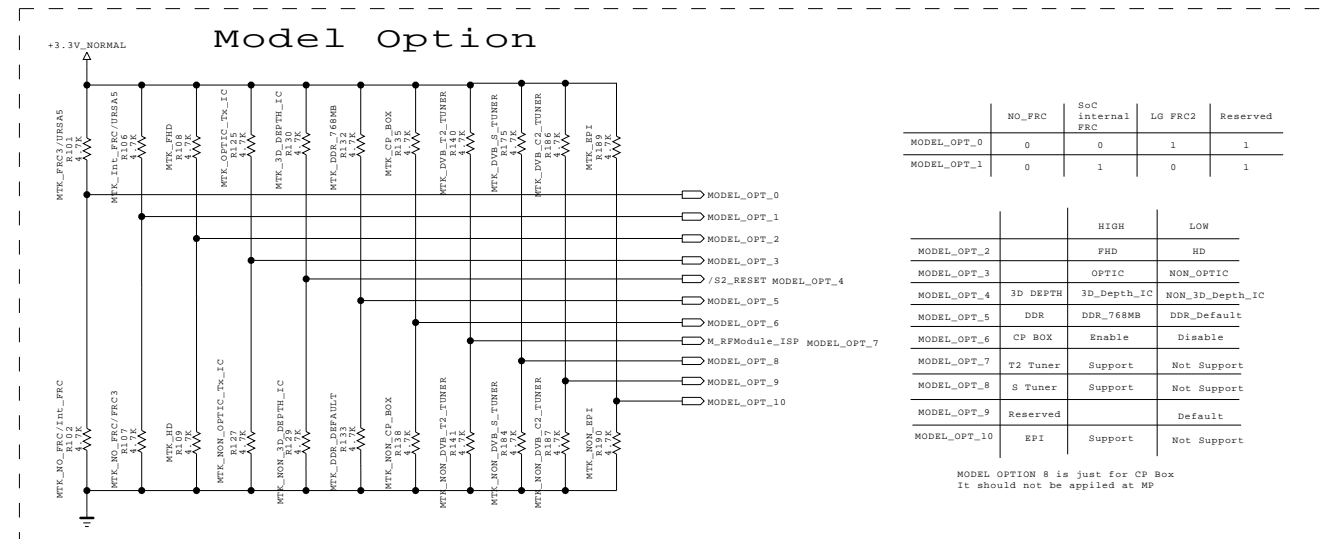 Model Option
+3.3V_NORMAL
MTK_FRC3/URSA5
R101
4.7K
MTK_Int_FRC/URSA5
R106
4.7K
MTK_FHD
R108
4.7K
MTK_OPTIC_Tx_IC
R125
4.7K
MTK_3D_DEPTH_IC
R130
4.7K
MTK_DDR_768MB
R132
4.7K
MTK_CP_BOX
R135
4.7K
MTK_DVB_T2_TUNER
R140
4.7K
MTK_DVB_S_TUNER
R175
4.7K
MTK_DVB_C2_TUNER
R186
4.7K
MTK_EPI
R189
4.7K
MODEL_OPT_0
MODEL_OPT_1
MODEL_OPT_2
MODEL_OPT_3
/S2_RESET MODEL_OPT_4
MODEL_OPT_5
MODEL_OPT_6
M_RFModule_ISP MODEL_OPT_7
MODEL_OPT_8
MODEL_OPT_9
MODEL_OPT_10
MTK_NO_FRC/Int_FRC
R102
4.7K
MTK_NO_FRC/FRC3
R107
4.7K
MTK_HD
R109
4.7K
MTK_NON_OPTIC_Tx_IC
R127
4.7K
MTK_NON_3D_DEPTH_IC
R129
4.7K
MTK_DDR_DEFAULT
R133
4.7K
MTK_NON_CP_BOX
R138
4.7K
MTK_NON_DVB_T2_TUNER
R141
4.7K
MTK_NON_DVB_S_TUNER
R184
4.7K
MTK_NON_DVB_C2_TUNER
R187
4.7K
MTK_NON_EPI
R190
4.7K
NO_FRC SoC internal FRC LG FRC2 Reserved
MODEL_OPT_0 0 0 1 1
MODEL_OPT_1 0 1 0 1
HIGH LOW
MODEL_OPT_2 FHD HD
MODEL_OPT_3 OPTIC NON_OPTIC
MODEL_OPT_4 3D DEPTH 3D_Depth_IC NON_3D_Depth_IC
MODEL_OPT_5 DDR DDR_768MB DDR_Default
MODEL_OPT_6 CP BOX Enable Disable
MODEL_OPT_7 T2 Tuner Support Not Support
MODEL_OPT_8 S Tuner Support Not Support
MODEL_OPT_9 Reserved Default
MODEL_OPT_10 EPI Support Not Support
MODEL OPTION 8 is just for CP Box
It should not be appiled at MP